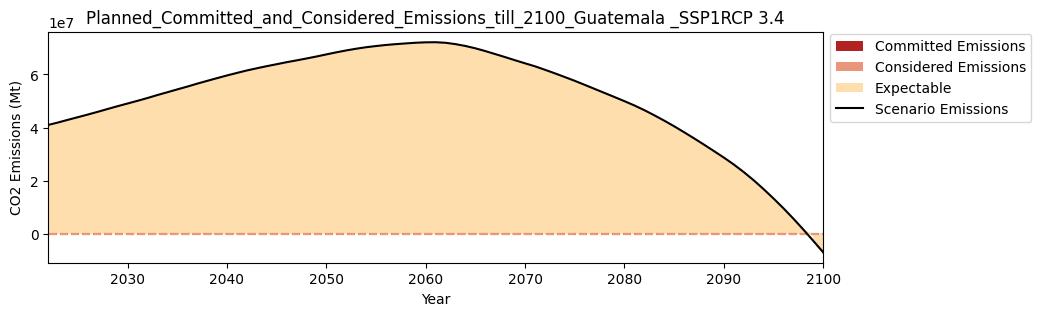 Planned_Committed_and_Considered_Emissions_till_2100_Guatemala _SSP1RCP 3.4
1e7
6
4
2
0
CO2 Emissions (Mt)
2030 2040 2050 2060 2070 2080 2090 2100
Year
Committed Emissions
Considered Emissions
Expectable
Scenario Emissions